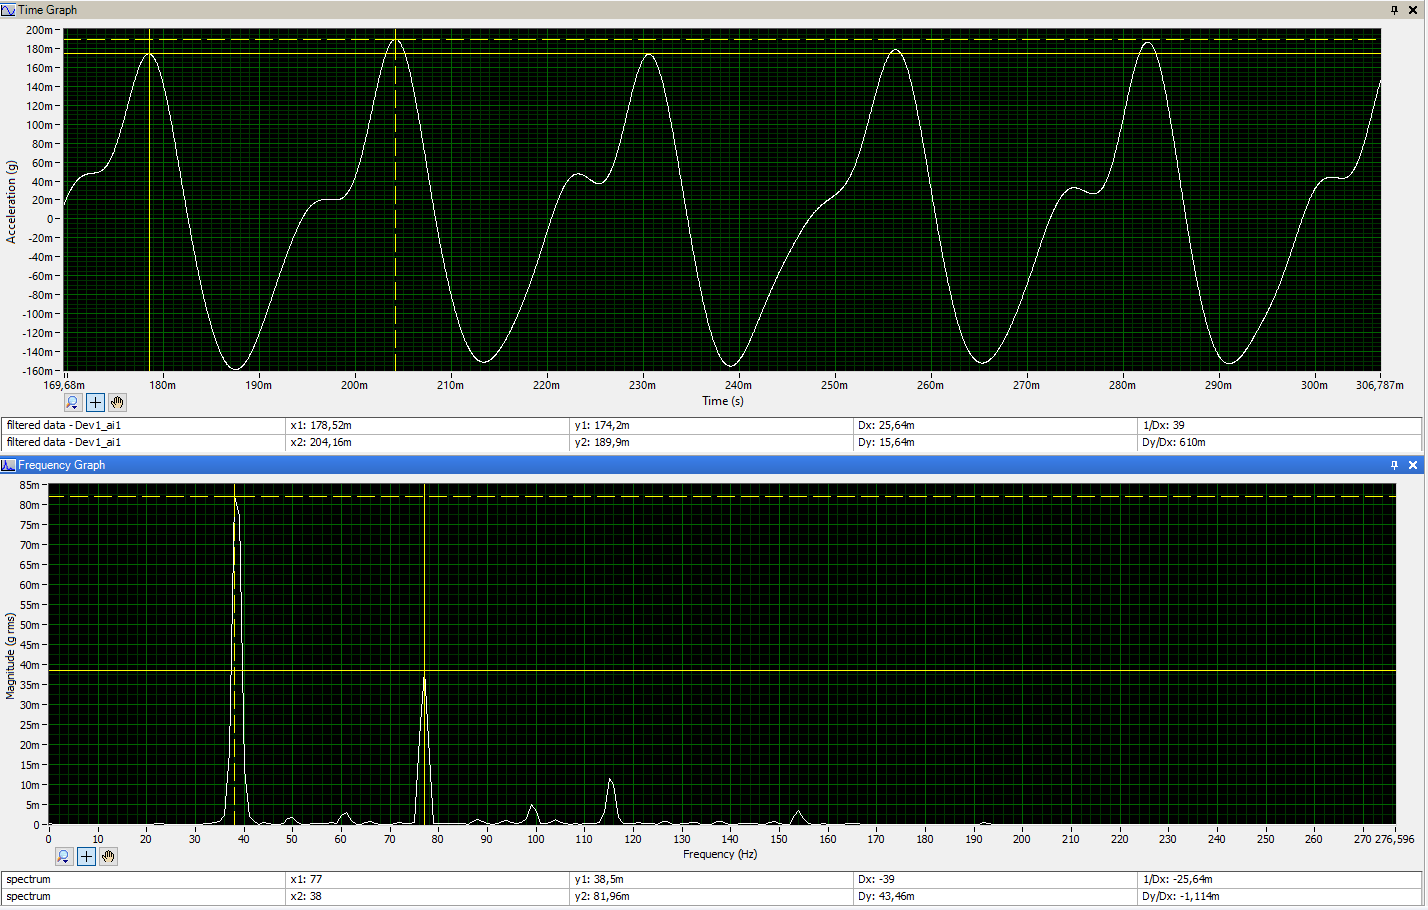 Time Graph
200m
180m
160m
140m
120m
100m
80m
60m
40m
20m
0
-20m
-40m
-60m
-80m
-100m
-120m
-140m
-160m
Acceleration (g)
169,68m 180m 190m 200m 210m 220m 230m 240m 250m 260m 270m 280m 290m 300m 306,787m
Time (s)
filtered data - Dev1_ai1 x1: 178,52m y1: 174,2m Dx: 25,64m 1/Dx: 39
filtered data - Dev1_ai1 x2: 204,16m y2: 189,9m Dy: 15,64m Dy/Dx: 610m
Frequency Graph
85m
80m
75m
70m
65m
60m
55m
50m
45m
40m
35m
30m
25m
20m
15m
10m
5m
0
Magnitude (g rms)
0 10 20 30 40 50 60 70 80 90 100 110 120 130 140 150 160 170 180 190 200 210 220 230 240 250 260 270 276,596
Frequency (Hz)
spectrum x1: 77 y1: 38,5m Dx: -39 1/Dx: -25,64m
spectrum x2: 38 y2: 81,96m Dy: 43,46m Dy/Dx: -1,114m